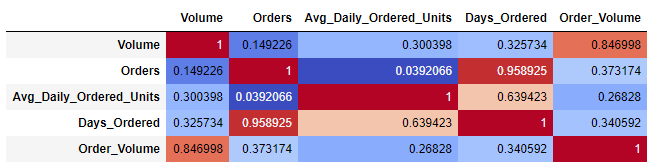 Volume Orders Avg_Daily_Ordered_Units Days_Ordered Order_Volume
Volume 1 0.149226 0.300398 0.325734 0.846998
Orders 0.149226 1 0.0392066 0.958925 0.373174
Avg_Daily_Ordered_Units 0.300398 0.0392066 1 0.639423 0.26828
Days_Ordered 0.325734 0.958925 0.639423 1 0.340592
Order_Volume 0.846998 0.373174 0.26828 0.340592 1